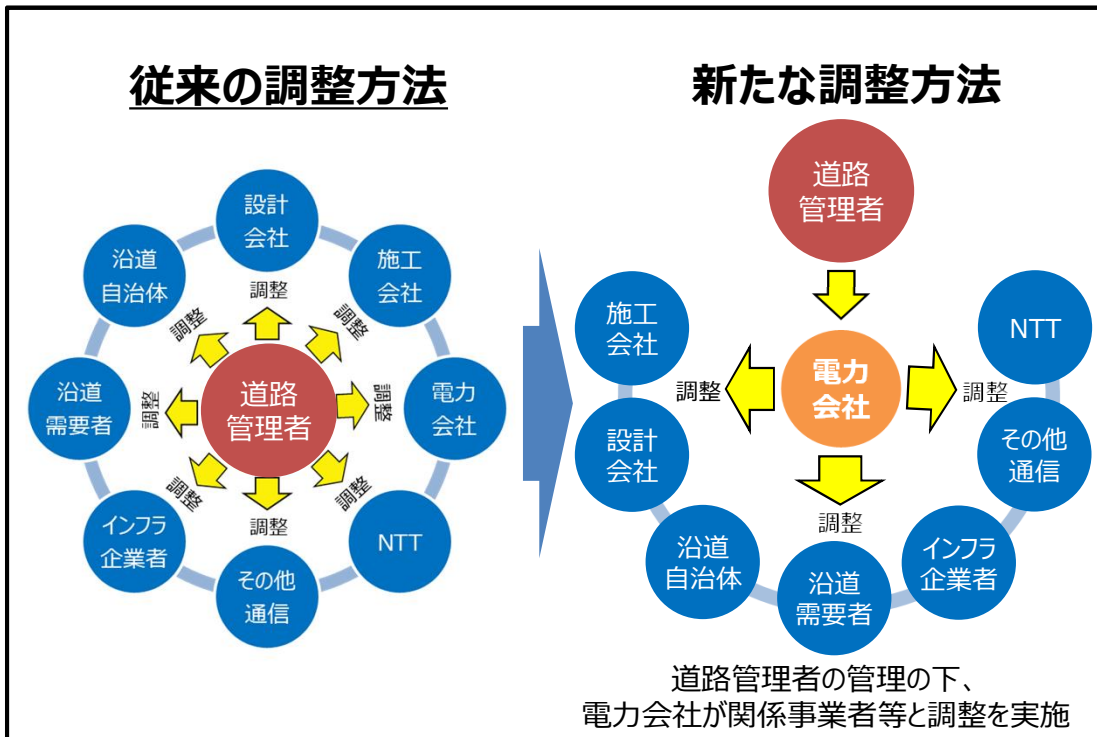 従来の調整方法
設計
会社
施工
会社
電力
会社
NTT
その他
通信
インフラ
企業者
沿道
需要者
沿道
自治体
道路
管理者
調整
調整
調整
調整
調整
調整
調整
調整
新たな調整方法
道路
管理者
電力
会社
調整
調整
調整
施工
会社
設計
会社
沿道
自治体
沿道
需要者
インフラ
企業者
その他
通信
NTT
道路管理者の管理の下、
電力会社が関係事業者等と調整を実施